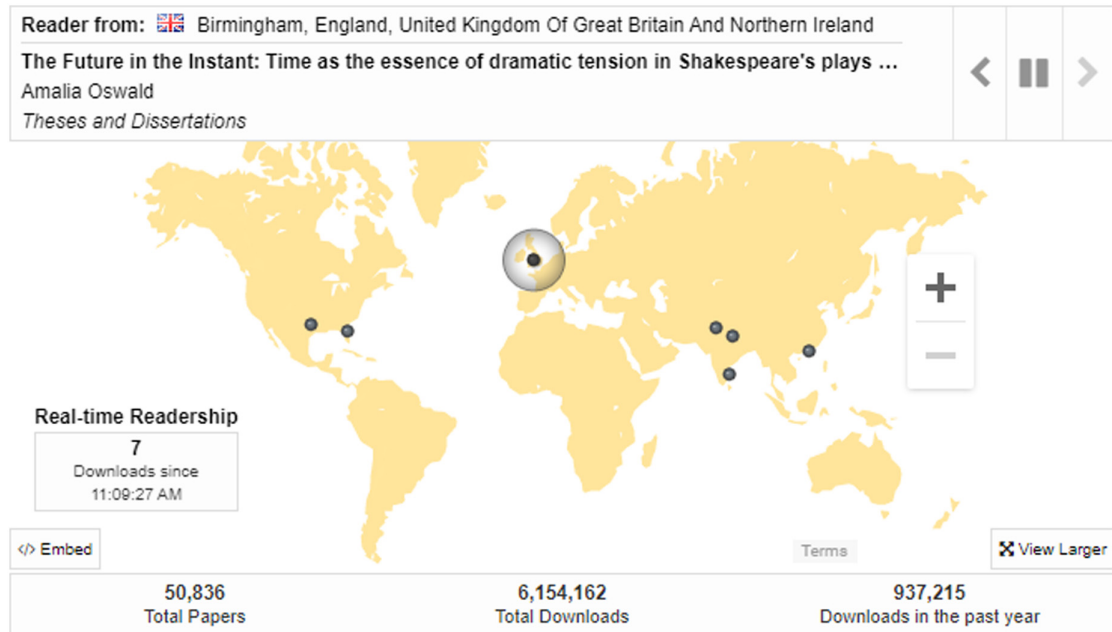 Reader from: Birmingham, England, United Kingdom Of Great Britain And Northern Ireland
The Future in the Instant: Time as the essence of dramatic tension in Shakespeare's plays ...
Amalia Oswald
Theses and Dissertations
Real-time Readership
7
Downloads since
11:09:27 AM
</> Embed
Terms
View Larger
50,836
Total Papers
6,154,162
Total Downloads
937,215
Downloads in the past year